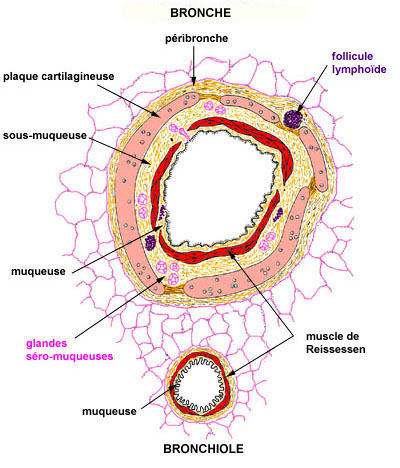 BRONCHE
péribronche
follicule
lymphoïde
plaque cartilagineuse
sous-muqueuse
muqueuse
glandes
séro-muqueuses
muscle de
Reissessen
muqueuse
BRONCHIOLE